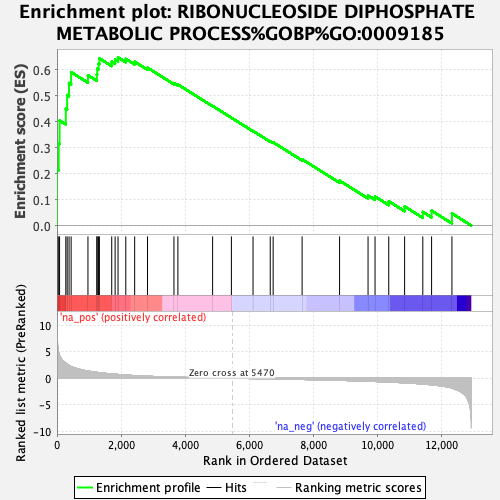 Enrichment plot: RIBONUCLEOSIDE DIPHOSPHATE
METABOLIC PROCESS%GOBP%GO:0009185
Enrichment score (ES)
0.6
0.5
0.4
0.3
0.2
0.1
0.0
'na_pos' (positively correlated)
Ranked list metric (PreRanked)
10
5
0
-5
-10
Zero cross at 5470
'na_neg' (negatively correlated)
0
2,000
4,000
6,000
8,000
10,000
12,000
Rank in Ordered Dataset
Enrichment profile
Hits
Ranking metric scores